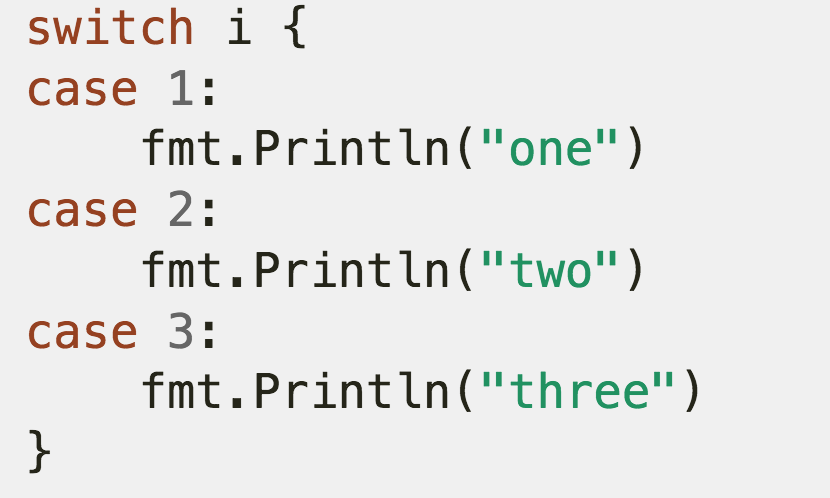 switch i {
case 1:
    fmt.Println("one")
case 2:
    fmt.Println("two")
case 3:
    fmt.Println("three")
}